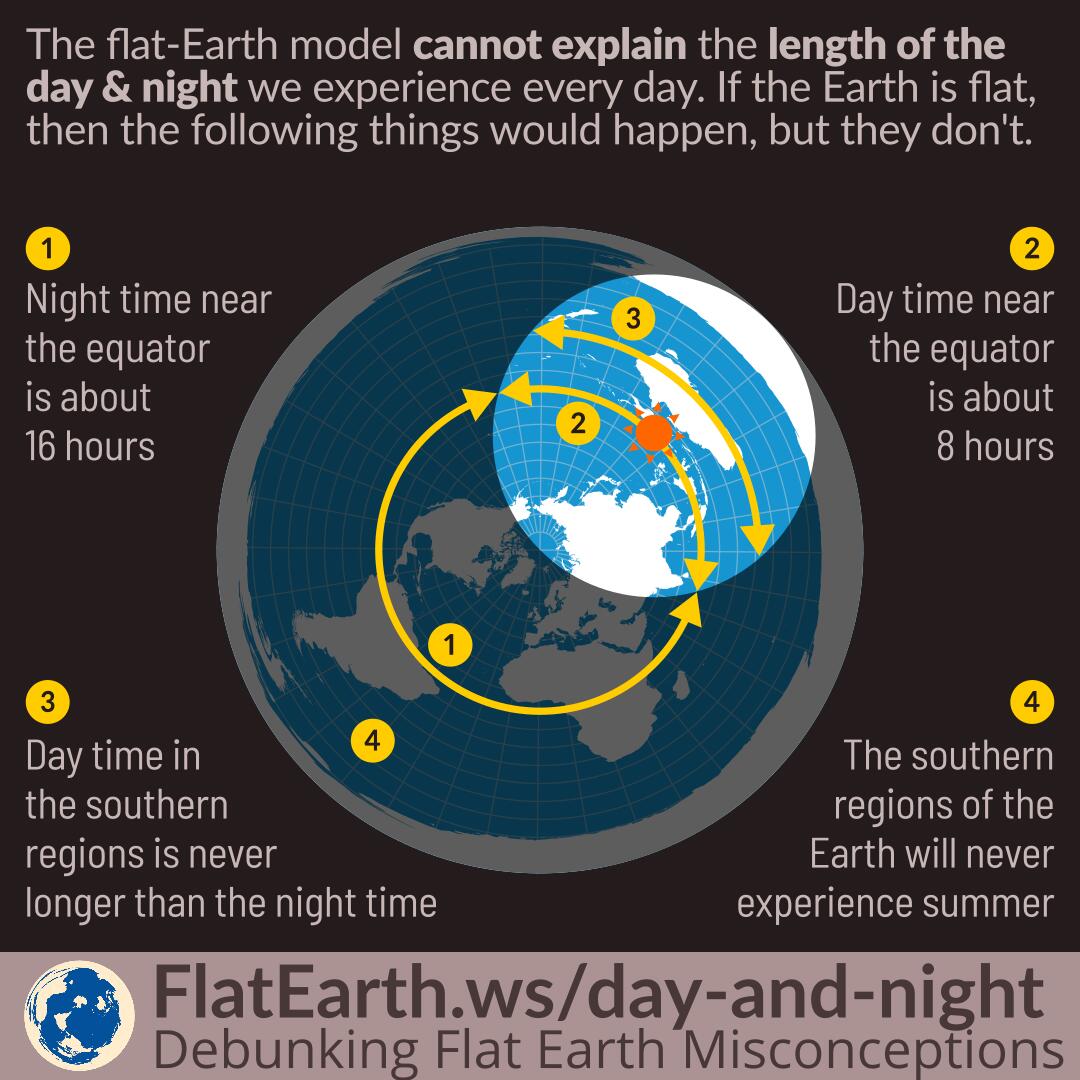 The flat-Earth model cannot explain the length of the
day & night we experience every day. If the Earth is flat,
then the following things would happen, but they don't.
1
Night time near
the equator
is about
16 hours
2
Day time near
the equator
is about
8 hours
3
2
1
4
3
Day time in
the southern
regions is never
longer than the night time
4
The southern
regions of the
Earth will never
experience summer
FlatEarth.ws/day-and-night
Debunking Flat Earth Misconceptions